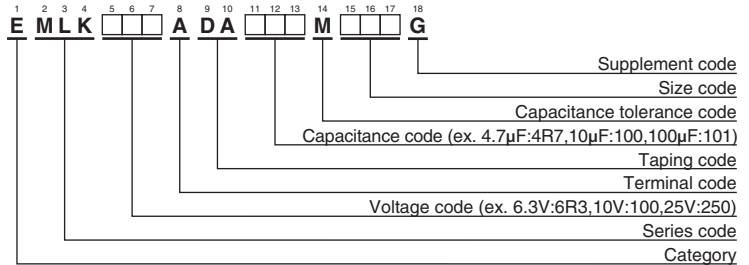 1 2 3 4 5 6 7 8 9 10 11 12 13 14 15 16 17 18
E M L K A D A M G
Supplement code
Size code
Capacitance tolerance code
Capacitance code (ex. 4.7μF:4R7,10μF:100,100μF:101)
Taping code
Terminal code
Voltage code (ex. 6.3V:6R3,10V:100,25V:250)
Series code
Category